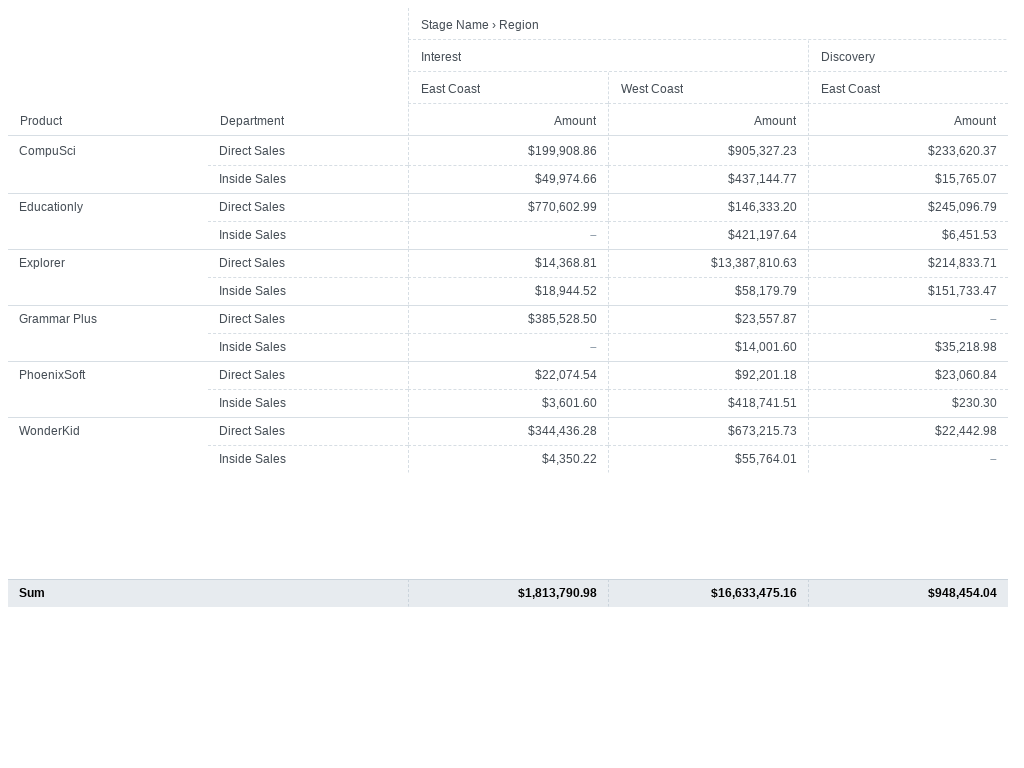 Stage Name › Region
Interest Discovery
East Coast West Coast East Coast
Product Department Amount Amount Amount
CompuSci Direct Sales $199,908.86 $905,327.23 $233,620.37
Inside Sales $49,974.66 $437,144.77 $15,765.07
Educationly Direct Sales $770,602.99 $146,333.20 $245,096.79
Inside Sales – $421,197.64 $6,451.53
Explorer Direct Sales $14,368.81 $13,387,810.63 $214,833.71
Inside Sales $18,944.52 $58,179.79 $151,733.47
Grammar Plus Direct Sales $385,528.50 $23,557.87 –
Inside Sales – $14,001.60 $35,218.98
PhoenixSoft Direct Sales $22,074.54 $92,201.18 $23,060.84
Inside Sales $3,601.60 $418,741.51 $230.30
WonderKid Direct Sales $344,436.28 $673,215.73 $22,442.98
Inside Sales $4,350.22 $55,764.01 –
Sum $1,813,790.98 $16,633,475.16 $948,454.04